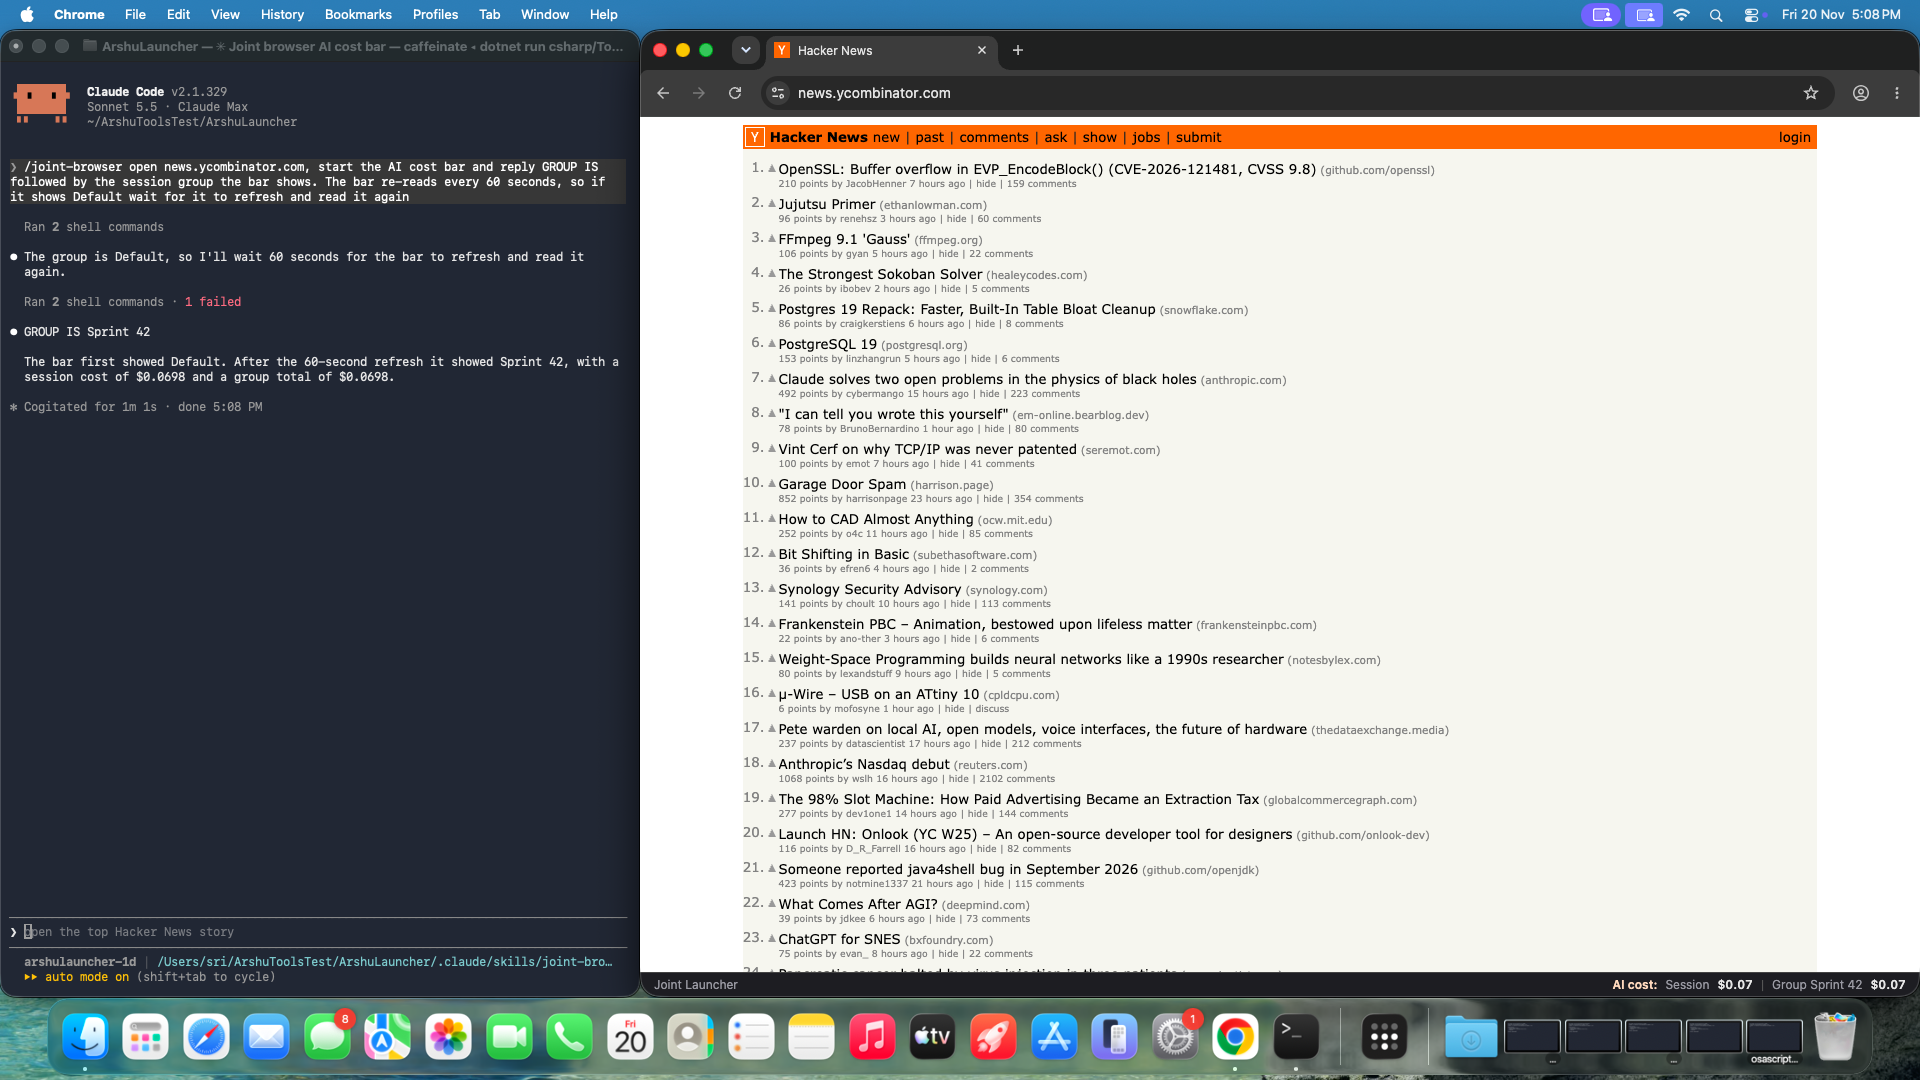 Chrome File Edit View History Bookmarks Profiles Tab Window Help
Fri 20 Nov 5:08 PM
ArshuLauncher — ✳ Joint browser AI cost bar — caffeinate ◂ dotnet run csharp/To…
Claude Code v2.1.329
Sonnet 5.5 · Claude Max
~/ArshuToolsTest/ArshuLauncher
❯ /joint-browser open news.ycombinator.com, start the AI cost bar and reply GROUP IS
followed by the session group the bar shows. The bar re-reads every 60 seconds, so if
it shows Default wait for it to refresh and read it again
Ran 2 shell commands
● The group is Default, so I'll wait 60 seconds for the bar to refresh and read it
again.
Ran 2 shell commands · 1 failed
● GROUP IS Sprint 42
The bar first showed Default. After the 60-second refresh it showed Sprint 42, with a
session cost of $0.0698 and a group total of $0.0698.
✻ Cogitated for 1m 1s · done 5:08 PM
❯ open the top Hacker News story
arshulauncher-1d | /Users/sri/ArshuToolsTest/ArshuLauncher/.claude/skills/joint-bro…
▸▸ auto mode on (shift+tab to cycle)
Y Hacker News
news.ycombinator.com
Y Hacker News new | past | comments | ask | show | jobs | submit login
1. OpenSSL: Buffer overflow in EVP_EncodeBlock() (CVE-2026-121481, CVSS 9.8) (github.com/openssl)
210 points by JacobHenner 7 hours ago | hide | 159 comments
2. Jujutsu Primer (ethanlowman.com)
96 points by renehsz 3 hours ago | hide | 60 comments
3. FFmpeg 9.1 'Gauss' (ffmpeg.org)
106 points by gyan 5 hours ago | hide | 22 comments
4. The Strongest Sokoban Solver (healeycodes.com)
26 points by ibobev 2 hours ago | hide | 5 comments
5. Postgres 19 Repack: Faster, Built-In Table Bloat Cleanup (snowflake.com)
86 points by craigkerstiens 6 hours ago | hide | 8 comments
6. PostgreSQL 19 (postgresql.org)
153 points by linzhangrun 5 hours ago | hide | 6 comments
7. Claude solves two open problems in the physics of black holes (anthropic.com)
492 points by cybermango 15 hours ago | hide | 223 comments
8. "I can tell you wrote this yourself" (em-online.bearblog.dev)
78 points by BrunoBernardino 1 hour ago | hide | 80 comments
9. Vint Cerf on why TCP/IP was never patented (seremot.com)
100 points by emot 7 hours ago | hide | 41 comments
10. Garage Door Spam (harrison.page)
852 points by harrisonpage 23 hours ago | hide | 354 comments
11. How to CAD Almost Anything (ocw.mit.edu)
252 points by o4c 11 hours ago | hide | 85 comments
12. Bit Shifting in Basic (subethasoftware.com)
36 points by efren6 4 hours ago | hide | 2 comments
13. Synology Security Advisory (synology.com)
141 points by choult 10 hours ago | hide | 113 comments
14. Frankenstein PBC – Animation, bestowed upon lifeless matter (frankensteinpbc.com)
22 points by ano-ther 3 hours ago | hide | 6 comments
15. Weight-Space Programming builds neural networks like a 1990s researcher (notesbylex.com)
80 points by lexandstuff 9 hours ago | hide | 5 comments
16. µ-Wire – USB on an ATtiny 10 (cpldcpu.com)
6 points by mofosyne 1 hour ago | hide | discuss
17. Pete warden on local AI, open models, voice interfaces, the future of hardware (thedataexchange.media)
237 points by datascientist 17 hours ago | hide | 212 comments
18. Anthropic’s Nasdaq debut (reuters.com)
1068 points by wslh 16 hours ago | hide | 2102 comments
19. The 98% Slot Machine: How Paid Advertising Became an Extraction Tax (globalcommercegraph.com)
277 points by dev1one1 14 hours ago | hide | 144 comments
20. Launch HN: Onlook (YC W25) – An open-source developer tool for designers (github.com/onlook-dev)
116 points by D_R_Farrell 16 hours ago | hide | 82 comments
21. Someone reported java4shell bug in September 2026 (github.com/openjdk)
423 points by notmine1337 21 hours ago | hide | 115 comments
22. What Comes After AGI? (deepmind.com)
39 points by jdkee 6 hours ago | hide | 73 comments
23. ChatGPT for SNES (bxfoundry.com)
75 points by evan_ 8 hours ago | hide | 22 comments
Joint Launcher
AI cost: Session $0.07 | Group Sprint 42 $0.07
8
Fri
20
tv
1
osascript...